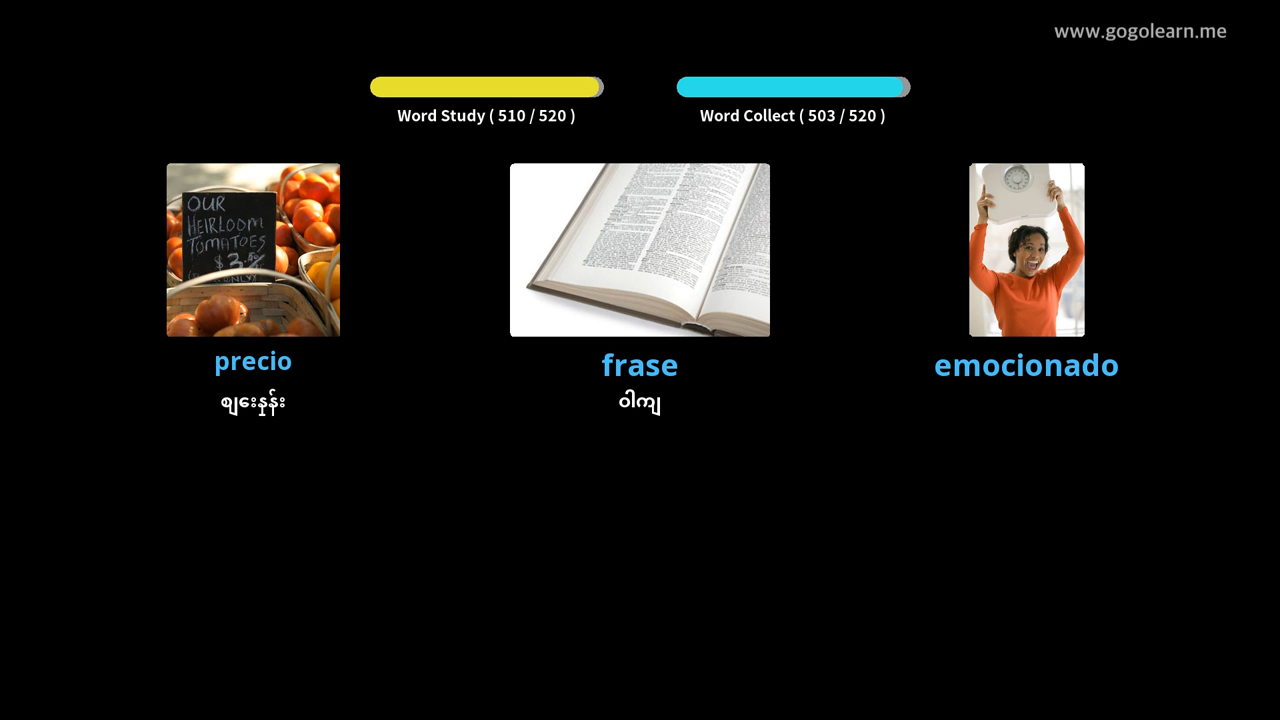 www.gogolearn.me
Word Study ( 510 / 520 )
Word Collect ( 503 / 520 )
OUR
HEIRLOOM
TOMATOES
precio
frase
emocionado
စျေးနှုန်း
ဝါကျ